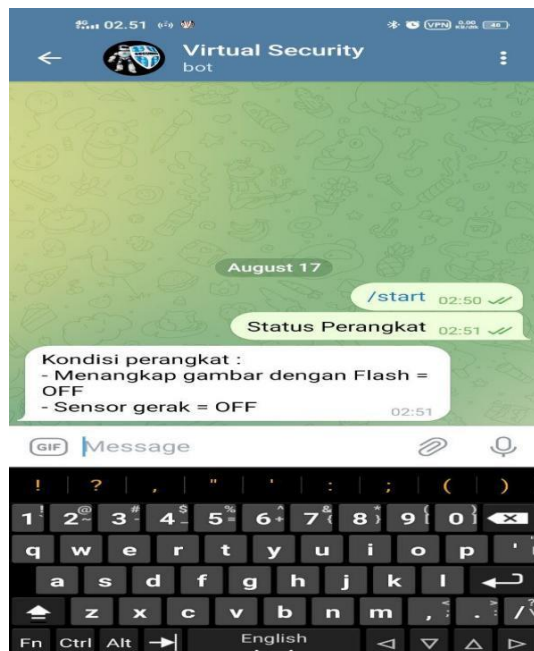 02.51
VPN
Virtual Security
bot
August 17
/start 02:50
Status Perangkat 02:51
Kondisi perangkat :
- Menangkap gambar dengan Flash =
OFF
- Sensor gerak = OFF
02:51
GIF Message
! ? , " ' : ; ( )
1 2 3 4 5 6 7 8 9 0
q w e r t y u i o p '
a s d f g h j k l
z x c v b n m , . /
Fn Ctrl Alt English